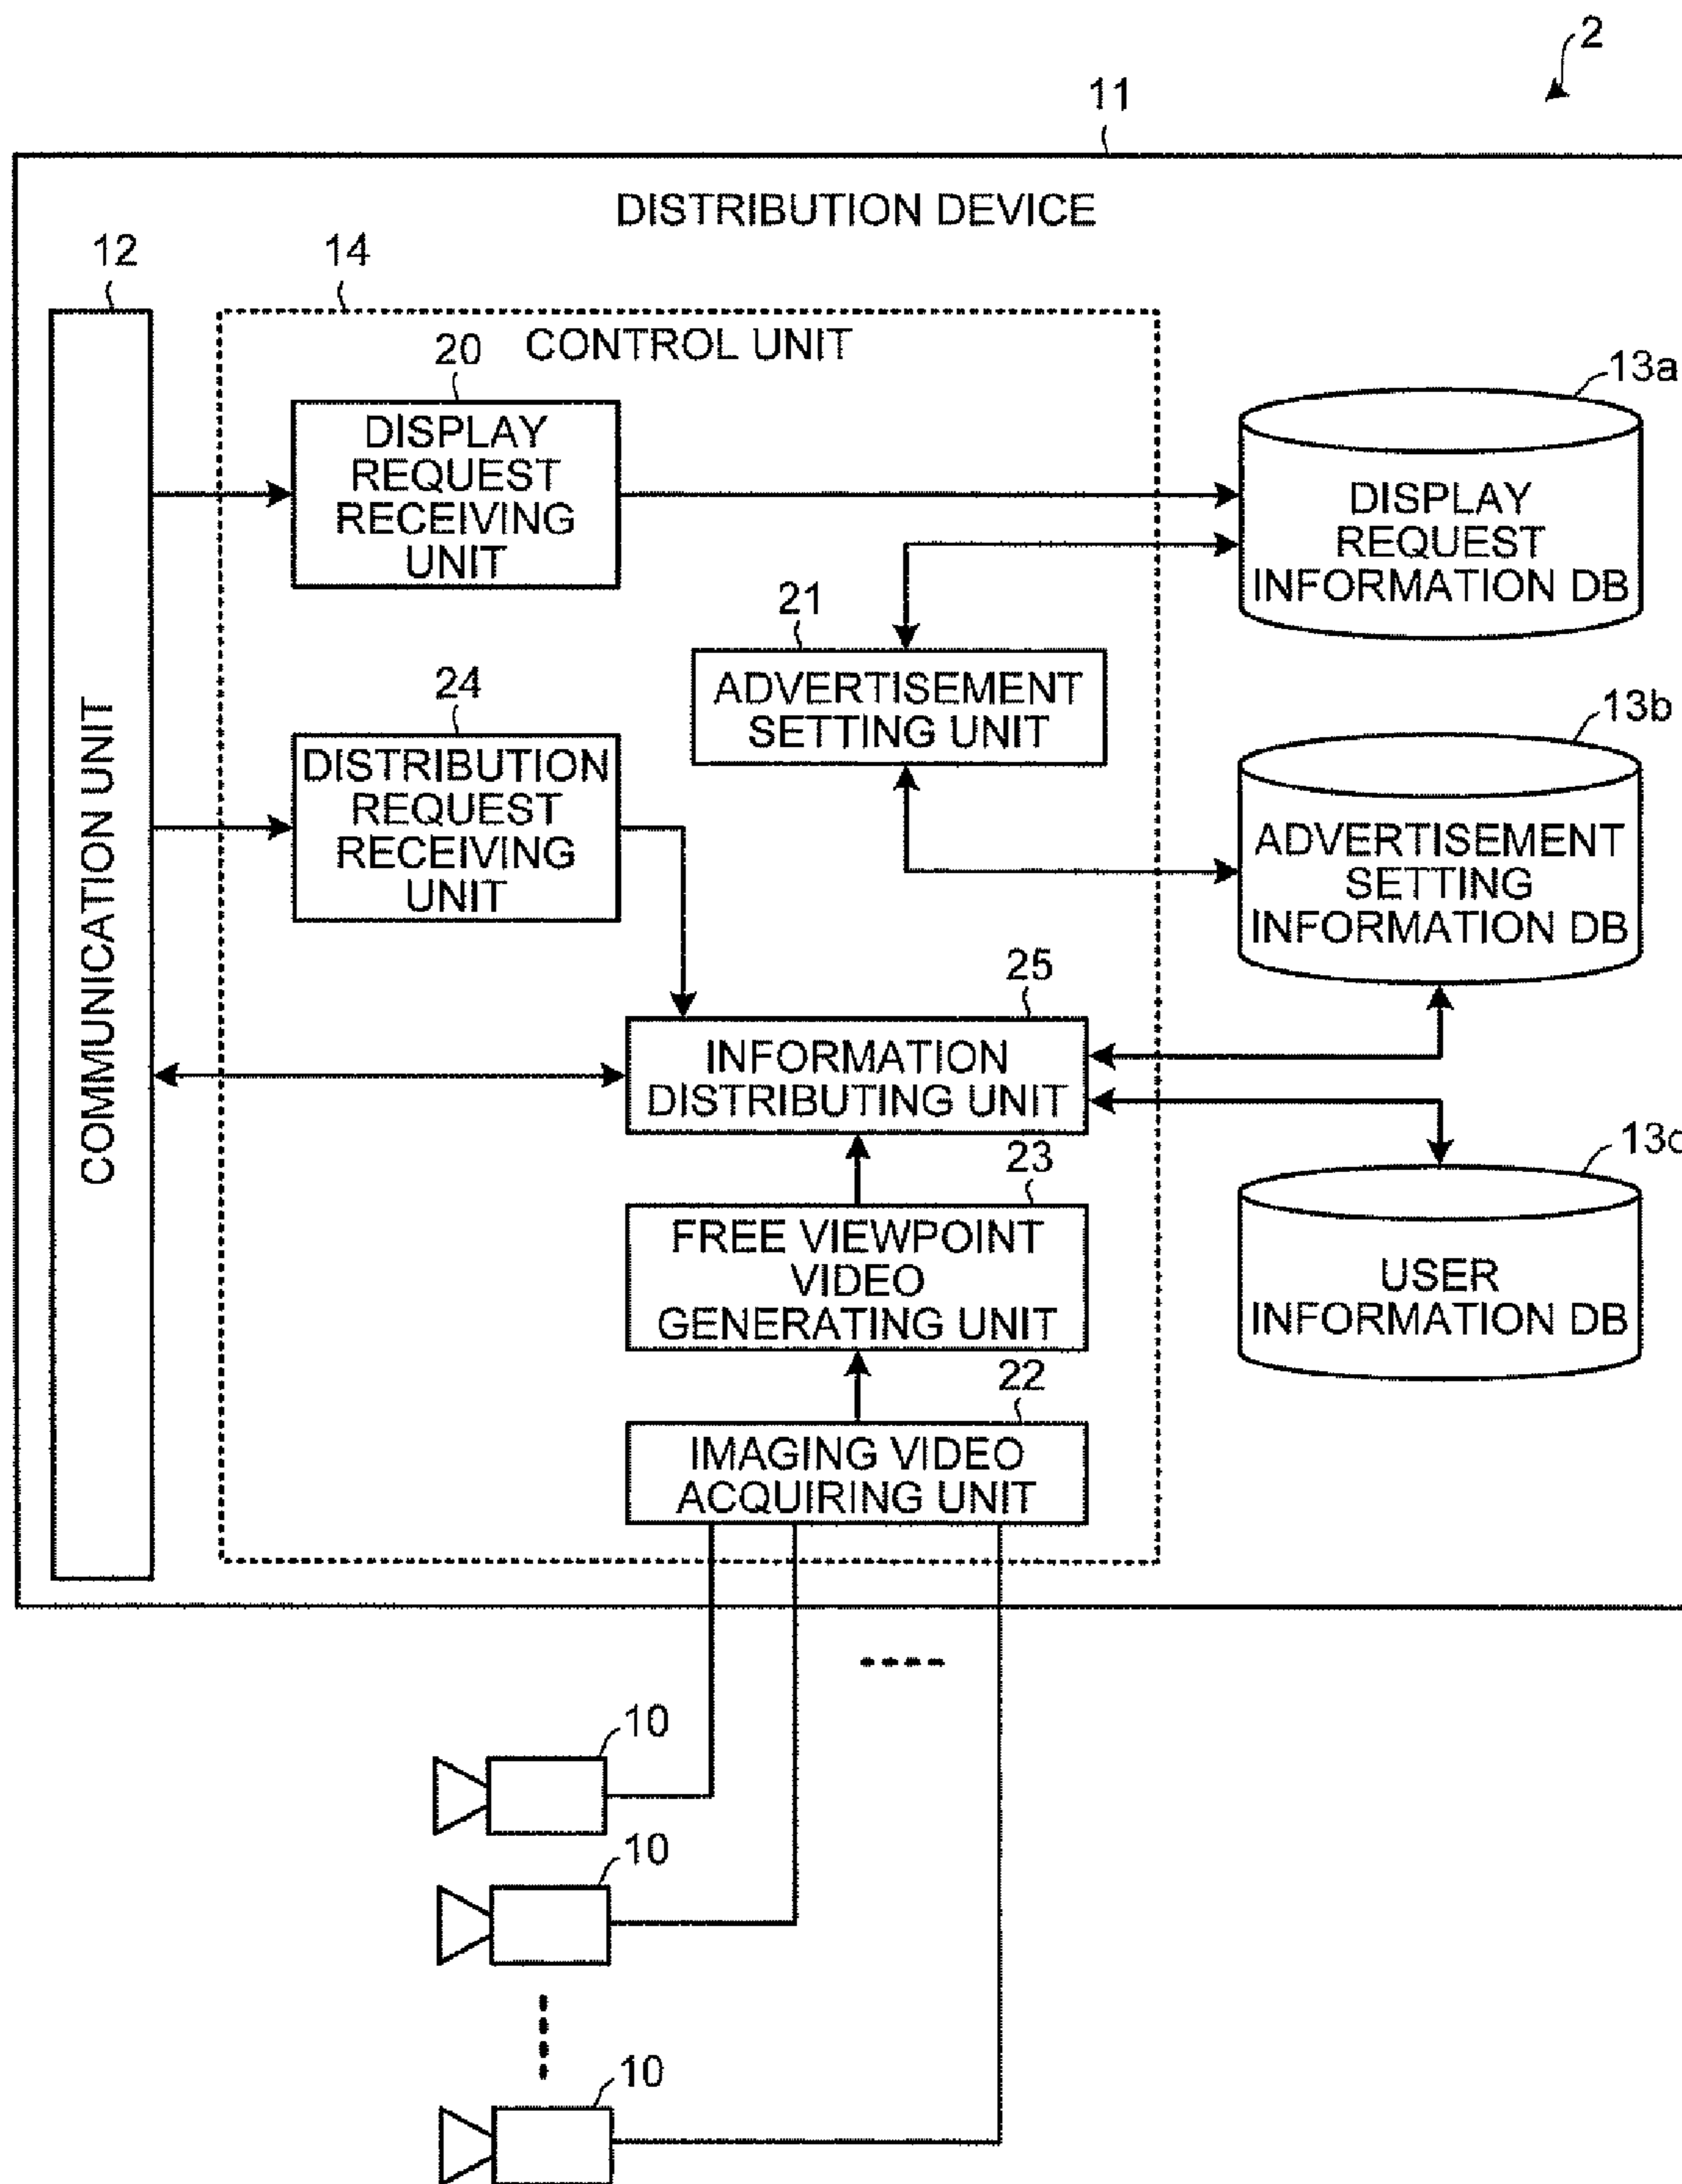 2
11
DISTRIBUTION DEVICE
12
14
CONTROL UNIT
COMMUNICATION UNIT
20
DISPLAY
REQUEST
RECEIVING
UNIT
13a
DISPLAY
REQUEST
INFORMATION DB
21
ADVERTISEMENT
SETTING UNIT
24
DISTRIBUTION
REQUEST
RECEIVING
UNIT
13b
ADVERTISEMENT
SETTING
INFORMATION DB
25
INFORMATION
DISTRIBUTING UNIT
23
FREE VIEWPOINT
VIDEO
GENERATING UNIT
13c
USER
INFORMATION DB
22
IMAGING VIDEO
ACQUIRING UNIT
10
10
10